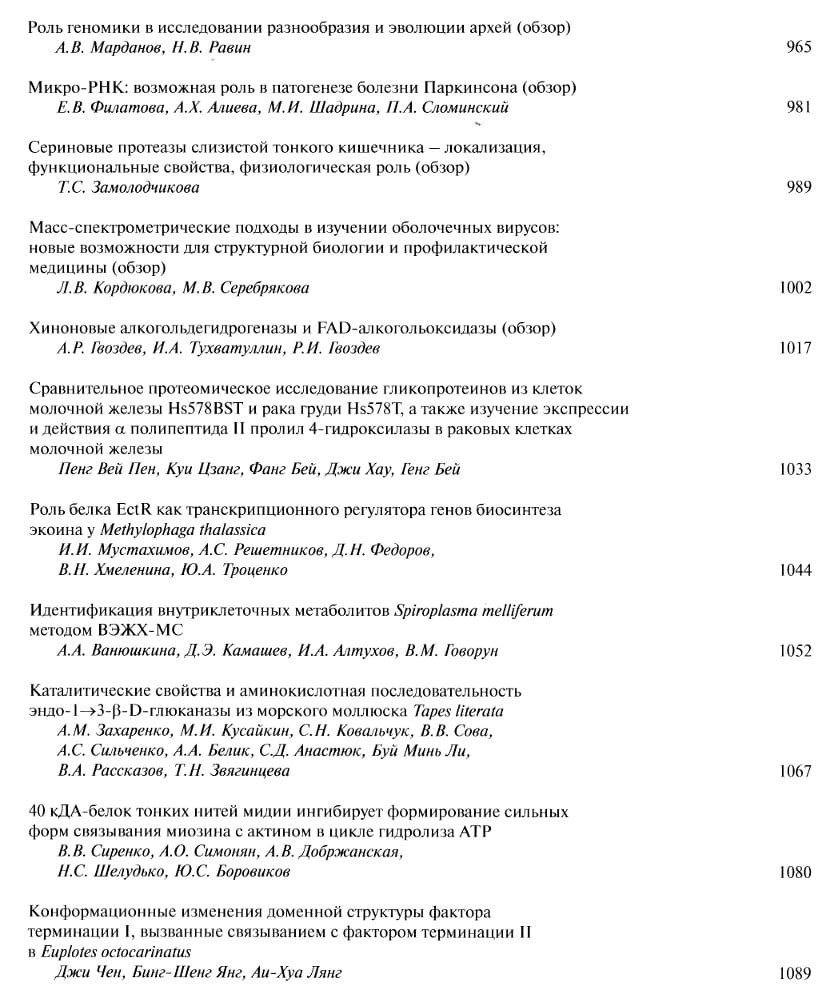 Роль геномики в исследовании разнообразия и эволюции архей (обзор)
А.В. Марданов, Н.В. Равин 965
Микро-РНК: возможная роль в патогенезе болезни Паркинсона (обзор)
Е.В. Филатова, А.Х. Алиева, М.И. Шадрина, П.А. Сломинский 981
Сериновые протеазы слизистой тонкого кишечника – локализация,
функциональные свойства, физиологическая роль (обзор)
Т.С. Замолодчикова 989
Масс-спектрометрические подходы в изучении оболочечных вирусов:
новые возможности для структурной биологии и профилактической
медицины (обзор)
Л.В. Кордюкова, М.В. Серебрякова 1002
Хиноновые алкогольдегидрогеназы и FAD-алкогольоксидазы (обзор)
А.Р. Гвоздев, И.А. Тухватуллин, Р.И. Гвоздев 1017
Сравнительное протеомическое исследование гликопротеинов из клеток
молочной железы Hs578BST и рака груди Hs578T, а также изучение экспрессии
и действия α полипептида II пролил 4-гидроксилазы в раковых клетках
молочной железы
Пенг Вей Пен, Куи Цзанг, Фанг Бей, Джи Хау, Генг Бей 1033
Роль белка EctR как транскрипционного регулятора генов биосинтеза
экоина у Methylophaga thalassica
И.И. Мустахимов, А.С. Решетников, Д.Н. Федоров,
В.Н. Хмеленина, Ю.А. Троценко 1044
Идентификация внутриклеточных метаболитов Spiroplasma melliferum
методом ВЭЖХ-МС
А.А. Ванюшкина, Д.Э. Камашев, И.А. Алтухов, В.М. Говорун 1052
Каталитические свойства и аминокислотная последовательность
эндо-1→3-β-D-глюканазы из морского моллюска Tapes literata
А.М. Захаренко, М.И. Кусайкин, С.Н. Ковальчук, В.В. Сова,
А.С. Сильченко, А.А. Белик, С.Д. Анастюк, Буй Минь Ли,
В.А. Рассказов, Т.Н. Звягинцева 1067
40 кДА-белок тонких нитей мидии ингибирует формирование сильных
форм связывания миозина с актином в цикле гидролиза АТР
В.В. Сиренко, А.О. Симонян, А.В. Добржанская,
Н.С. Шелудько, Ю.С. Боровиков 1080
Конформационные изменения доменной структуры фактора
терминации I, вызванные связыванием с фактором терминации II
в Euplotes octocarinatus
Джи Чен, Бинг-Шенг Янг, Аи-Хуа Лянг 1089